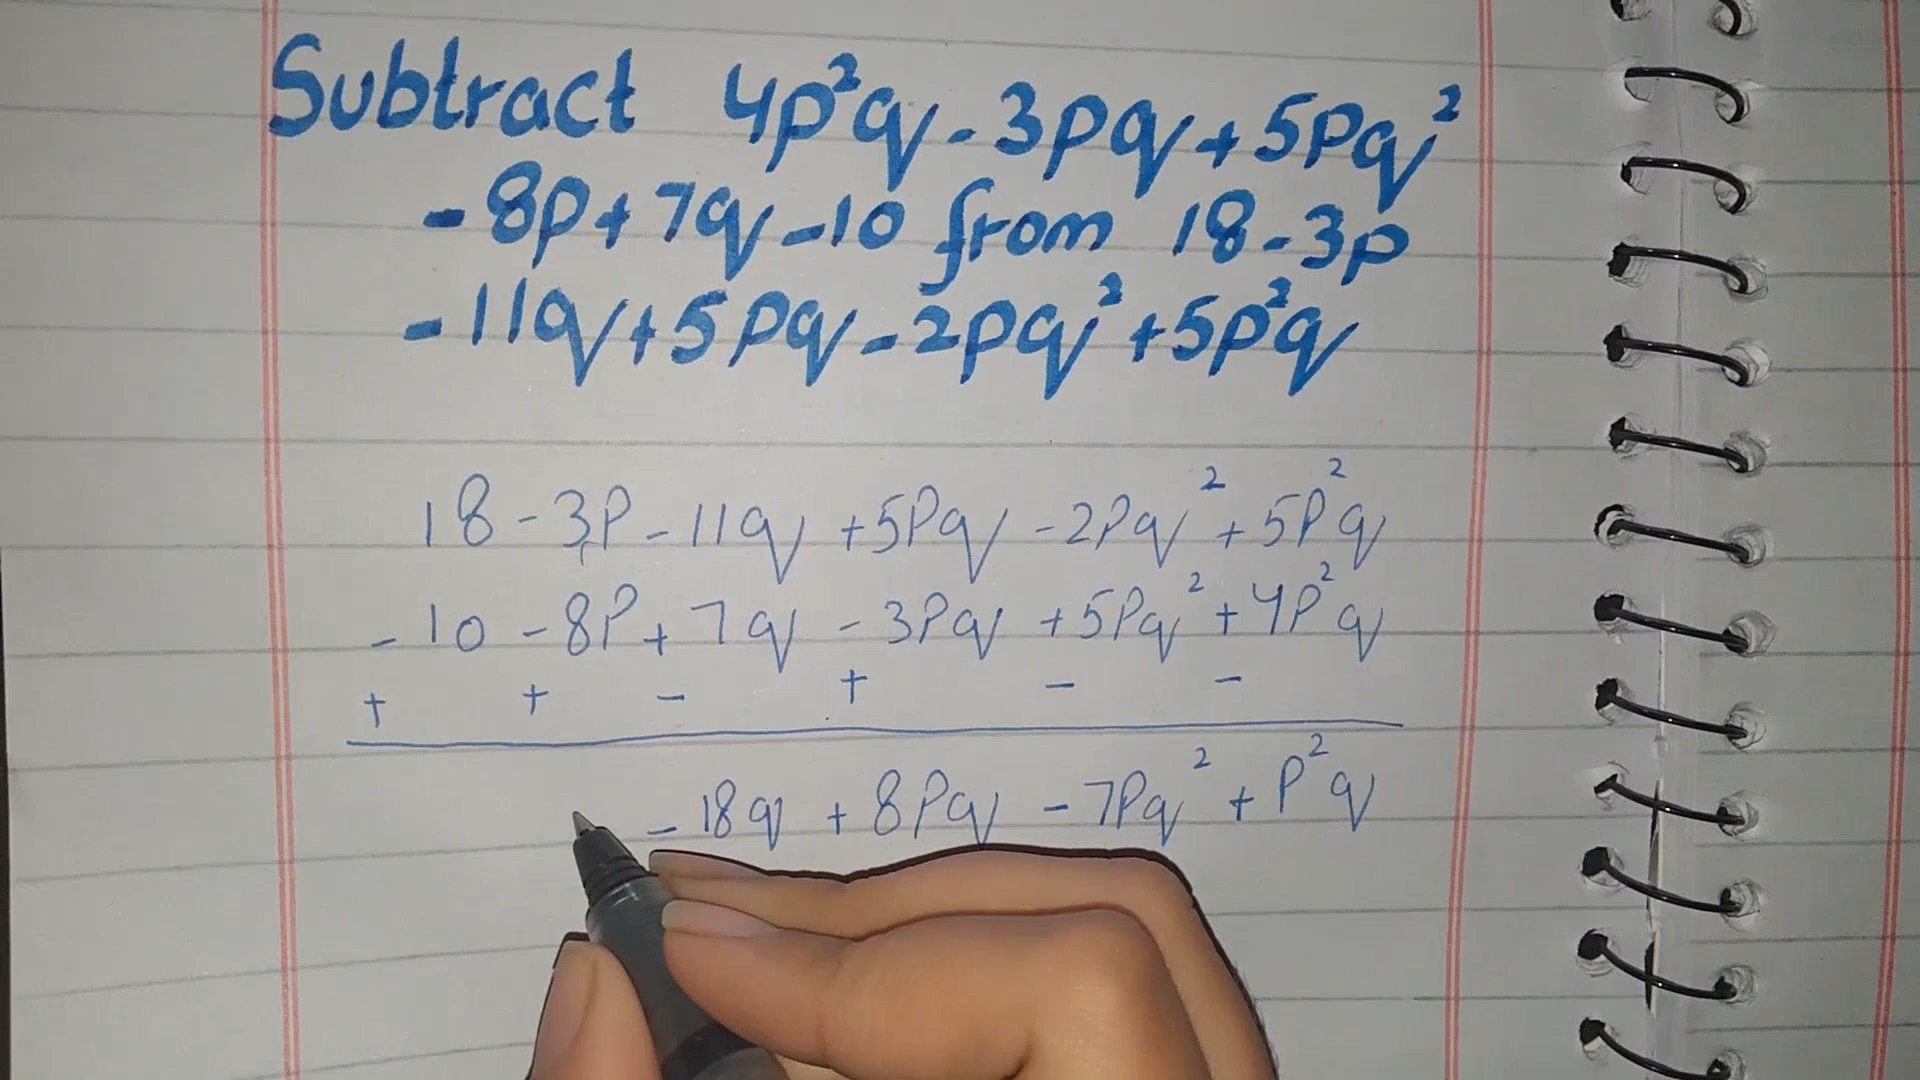 Subtract 4p²q - 3pq + 5pq²
- 8p + 7q - 10 from 18 - 3p
- 11q + 5pq - 2pq² + 5p²q
18 - 3P - 11q + 5Pq - 2Pq² + 5P²q
- 10 - 8P + 7q - 3Pq + 5Pq² + 4P²q
+ + - + - -
- 18q + 8Pq - 7Pq² + P²q